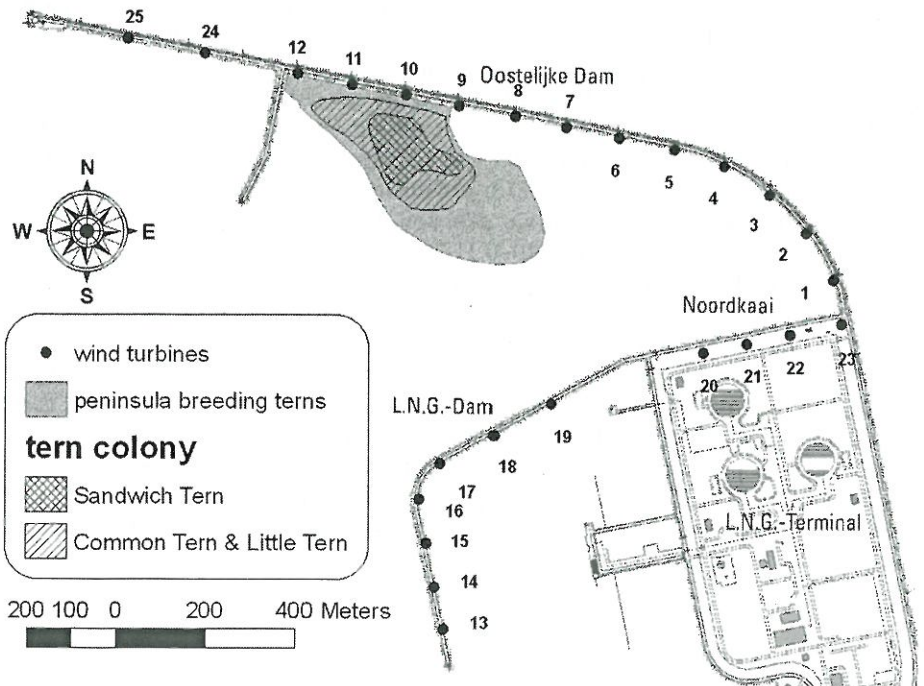 25
24
12
11
10
9
Oostelijke Dam
8
7
6
5
4
3
2
1
N
W
E
S
Noordkaai
23
22
21
20
wind turbines
peninsula breeding terns
tern colony
Sandwich Tern
Common Tern & Little Tern
L.N.G.-Dam
19
18
17
16
15
14
13
L.N.G.-Terminal
200 100 0 200 400 Meters